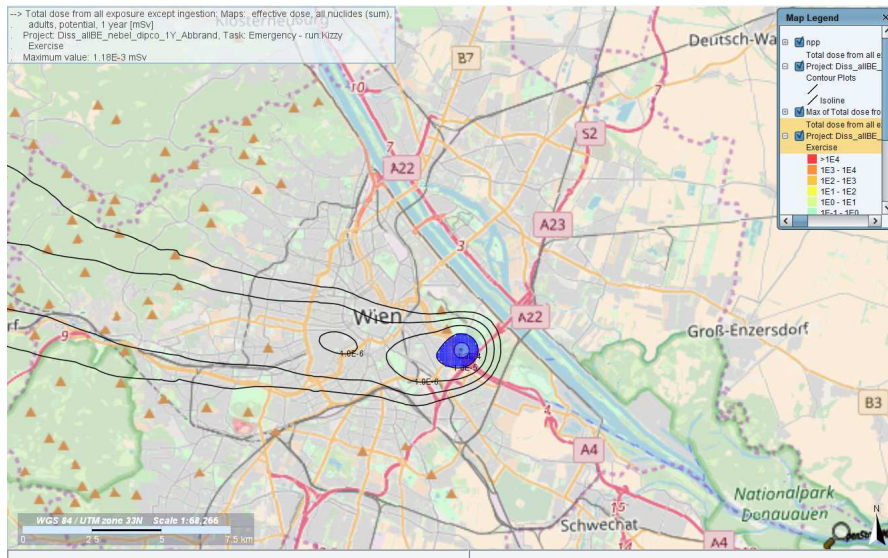 --> Total dose from all exposure except ingestion; Maps: effective dose, all nuclides (sum),
adults, potential, 1 year [mSv]
Project: Diss_allBE_nebel_dipco_1Y_Abbrand, Task: Emergency - run:Kizzy
Exercise
Maximum value: 1.18E-3 mSv
Klosterneuburg
Map Legend
npp
Total dose from all e
Project: Diss_allBE_
Contour Plots
Isoline
Max of Total dose fro
Total dose from all e
Project: Diss_allBE_
Exercise
>1E4
1E3 - 1E4
1E2 - 1E3
1E1 - 1E2
1E0 - 1E1
1E-1 - 1E0
Deutsch-Wa
B7
10
7
7
S2
A22
A23
3
Wien
A22
Groß-Enzersdorf
rf
9
1.0E-6
1.0E-6
B3
4
A4
Nationalpark
Donauauen
15
Schwechat
A4
N
WGS 84 / UTM zone 33N Scale 1:68,266
0 2.5 5 7.5 km